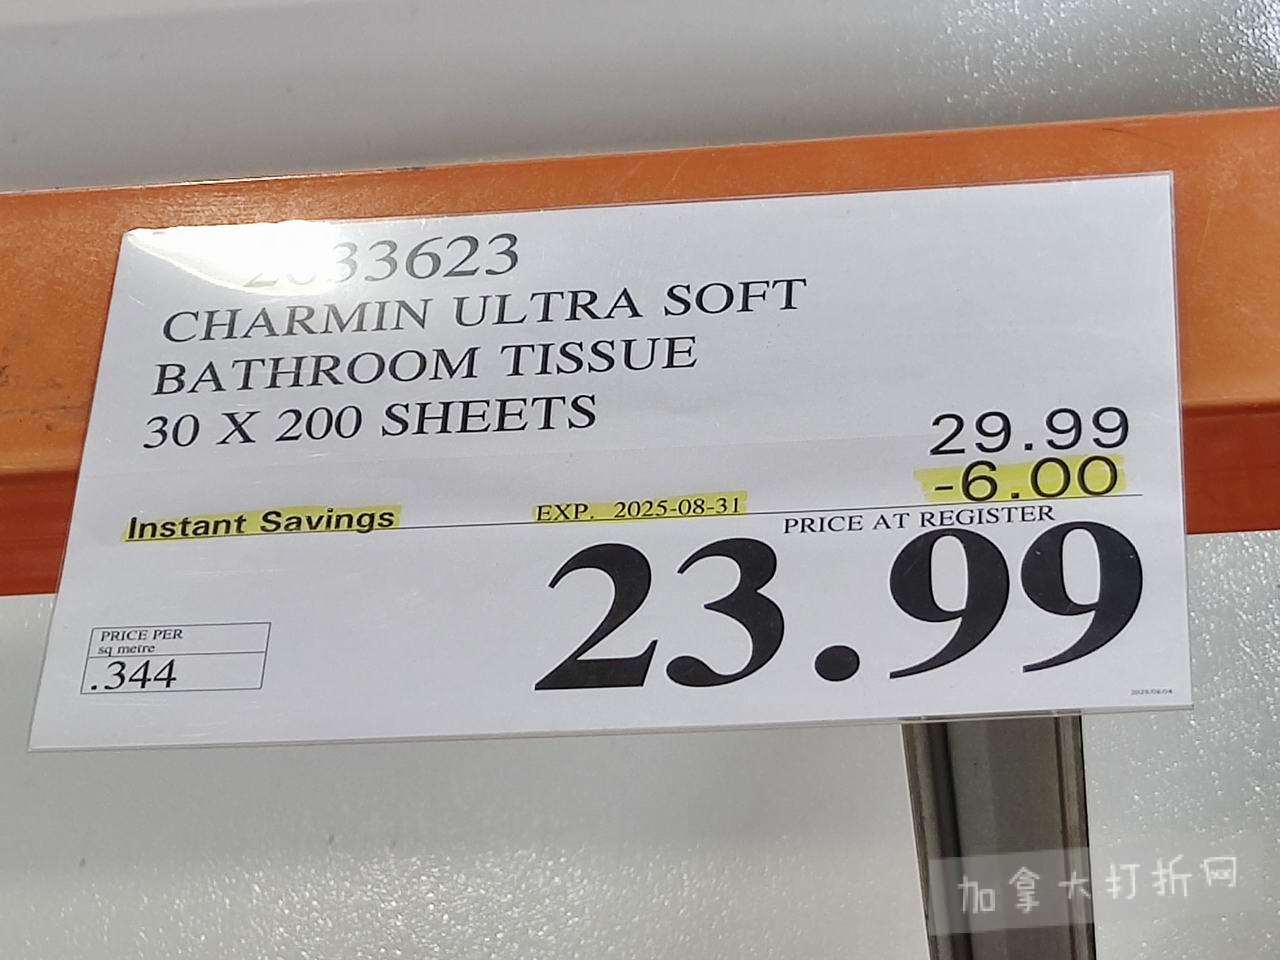 2033623
CHARMIN ULTRA SOFT
BATHROOM TISSUE
30 X 200 SHEETS
29.99
-6.00
Instant Savings
EXP. 2025-08-31
PRICE AT REGISTER
23.99
PRICE PER
sq metre
.344
加拿大打折网